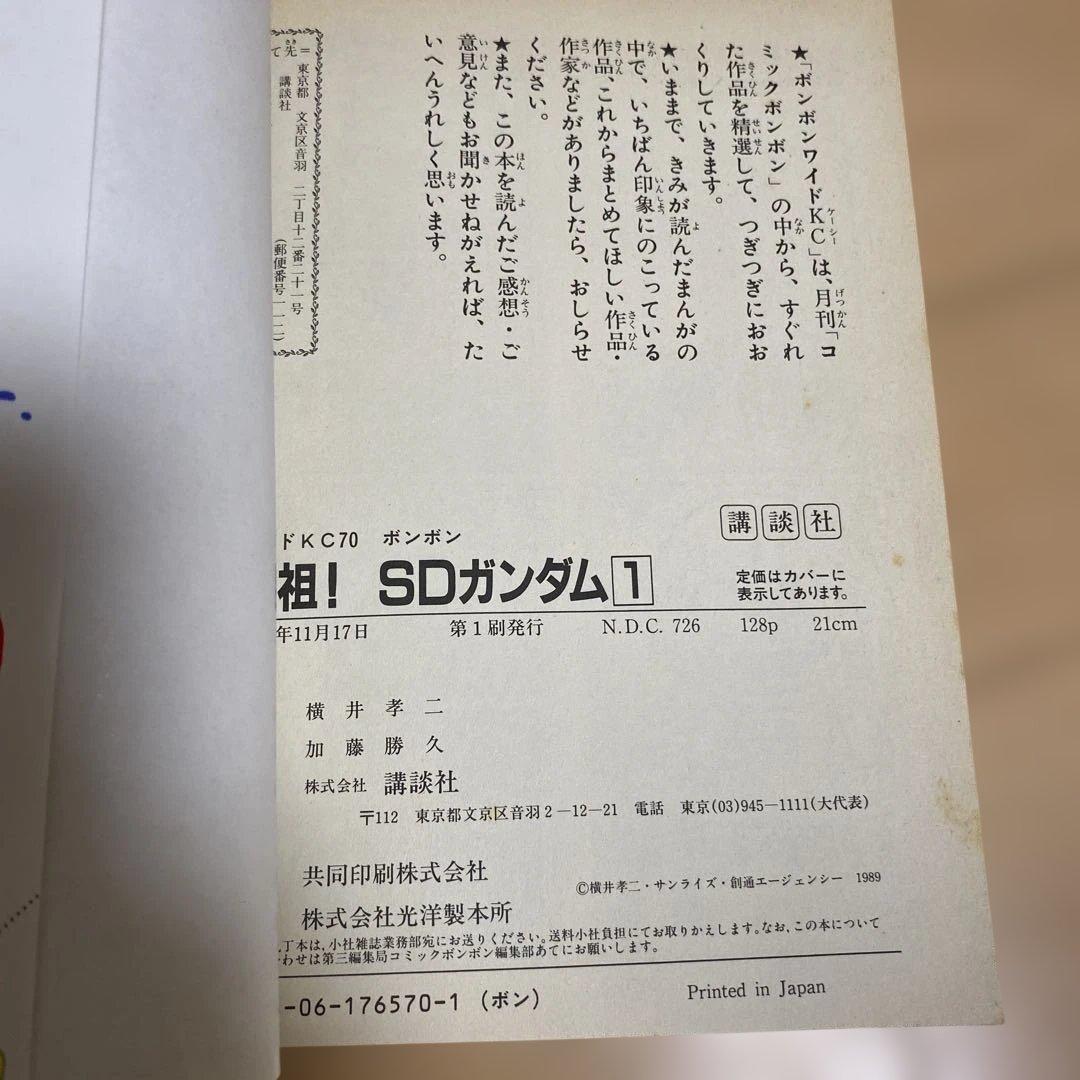 ★「ボンボンワイドKC」は、月刊「コ
ミックボンボン」の中から、すぐれ
た作品を精選して、つぎつぎにおお
くりしていきます。
★いままで、きみが読んだまんがの
中で、いちばん印象にのこっている
作品、これからまとめてほしい作品・
作家などがありましたら、おしらせ
ください。
★また、この本を読んだご感想・ご
意見などもお聞かせねがえれば、た
いへんうれしく思います。
て先=
東京都 文京区音羽 二丁目十二番二十一号
講談社
(郵便番号一一二)
講談社
ドKC70 ボンボン
祖! SDガンダム1
定価はカバーに
表示してあります。
年11月17日 第1刷発行 N.D.C. 726 128p 21cm
横井孝二
加藤勝久
株式会社 講談社
〒112 東京都文京区音羽2-12-21 電話 東京(03)945-1111(大代表)
共同印刷株式会社
©横井孝二・サンライズ・創通エージェンシー 1989
株式会社光洋製本所
丁本は、小社雑誌業務部宛にお送りください。送料小社負担にてお取りかえします。なお、この本について
わせは第三編集局コミックボンボン編集部あてにお願いします。
-06-176570-1 (ボン)
Printed in Japan